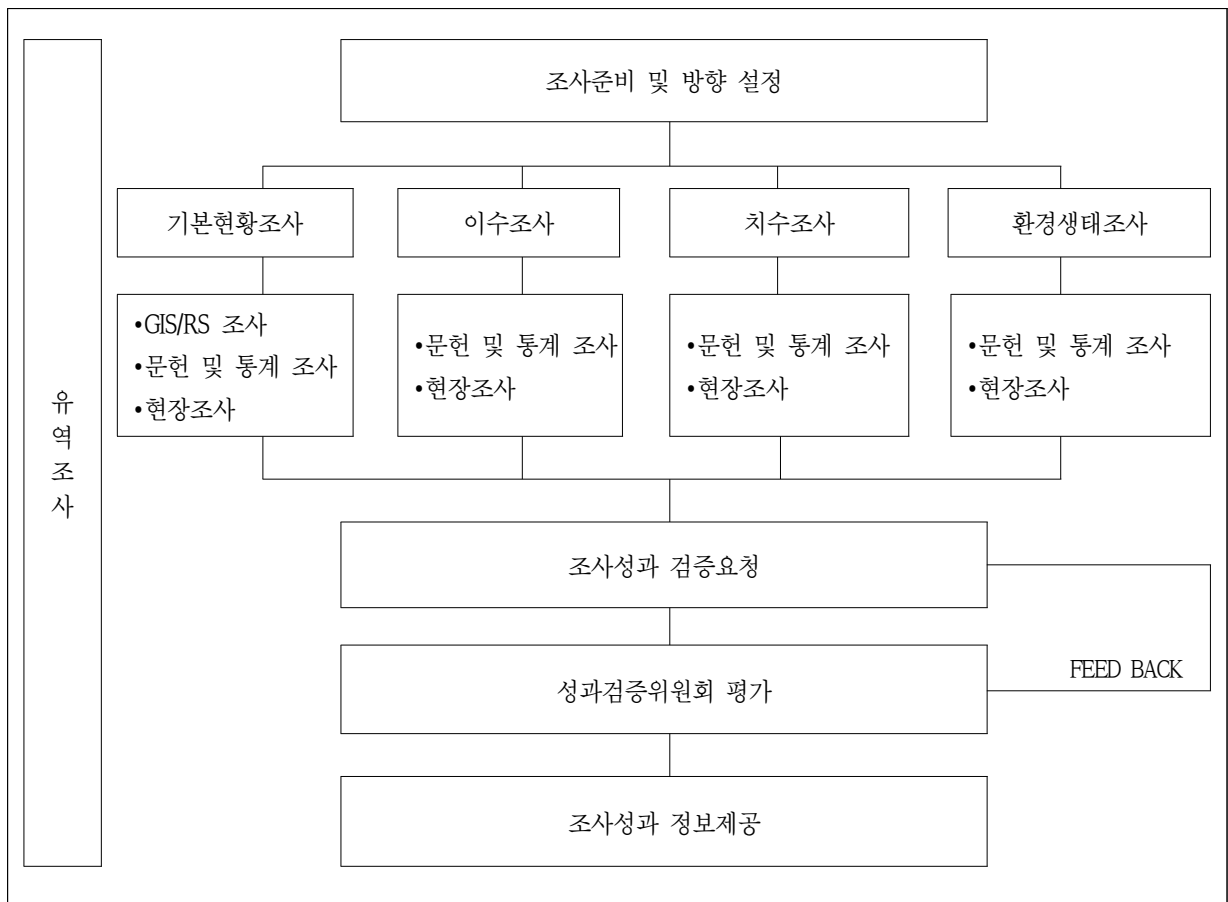 조사준비 및 방향 설정
기본현황조사
이수조사
치수조사
환경생태조사
•GIS/RS 조사
•문헌 및 통계 조사
•현장조사
•문헌 및 통계 조사
•현장조사
•문헌 및 통계 조사
•현장조사
•문헌 및 통계 조사
•현장조사
유
역
조
사
조사성과 검증요청
FEED BACK
성과검증위원회 평가
조사성과 정보제공